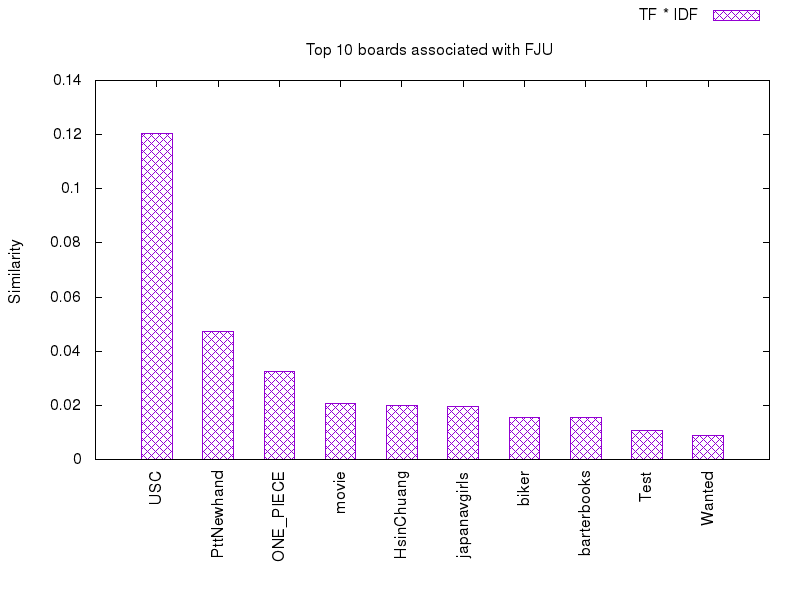 TF * IDF
Top 10 boards associated with FJU
0.14
0.12
0.1
0.08
0.06
0.04
0.02
0
Similarity
USC
PttNewhand
ONE_PIECE
movie
HsinChuang
japanavgirls
biker
barterbooks
Test
Wanted